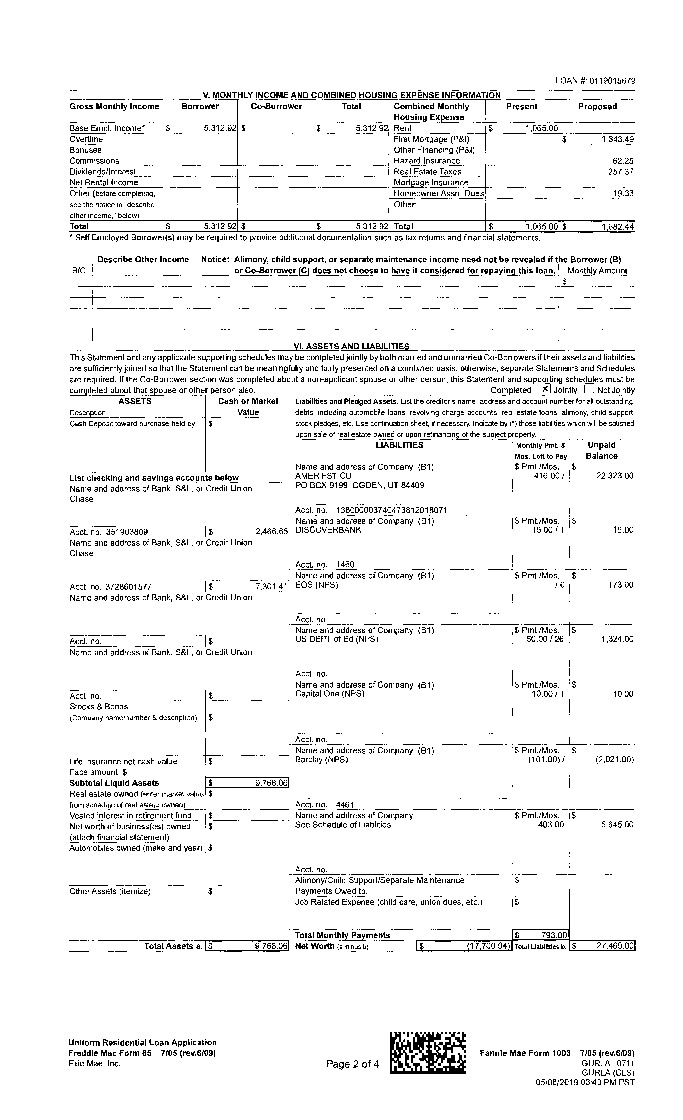 LOAN #: 0119015679
V. MONTHLY INCOME AND COMBINED HOUSING EXPENSE INFORMATION
Gross Monthly Income Borrower Co-Borrower Total Combined Monthly Housing Expense Present Proposed
Base Empl. Income* $ 5,312.92 $ $ 5,312.92 Rent $ 1,065.00
Overtime First Mortgage (P&I) $ 1,343.49
Bonuses Other Financing (P&I)
Commissions Hazard Insurance 62.25
Dividends/Interest Real Estate Taxes 257.37
Net Rental Income Mortgage Insurance
Other (before completing, Homeowner Assn. Dues 19.33
see the notice in "describe Other:
other income," below)
Total $ 5,312.92 $ $ 5,312.92 Total $ 1,065.00 $ 1,682.44
* Self Employed Borrower(s) may be required to provide additional documentation such as tax returns and financial statements.
Describe Other Income Notice: Alimony, child support, or separate maintenance income need not be revealed if the Borrower (B)
B/C or Co-Borrower (C) does not choose to have it considered for repaying this loan. Monthly Amount
$
VI. ASSETS AND LIABILITIES
This Statement and any applicable supporting schedules may be completed jointly by both married and unmarried Co-Borrowers if their assets and liabilities
are sufficiently joined so that the Statement can be meaningfully and fairly presented on a combined basis; otherwise, separate Statements and Schedules
are required. If the Co-Borrower section was completed about a non-applicant spouse or other person, this Statement and supporting schedules must be
completed about that spouse or other person also. Completed X Jointly Not Jointly
ASSETS Cash or Market Value
Description
Cash Deposit toward purchase held by: $
Liabilities and Pledged Assets. List the creditor's name, address and account number for all outstanding
debts, including automobile loans, revolving charge accounts, real estate loans, alimony, child support,
stock pledges, etc. Use continuation sheet, if necessary. Indicate by (*) those liabilities which will be satisfied
upon sale of real estate owned or upon refinancing of the subject property.
LIABILITIES Monthly Pmt. & Mos. Left to Pay Unpaid Balance
List checking and savings accounts below
Name and address of Bank, S&L, or Credit Union
Chase
Name and address of Company (B1) $ Pmt./Mos. $
AMER FST CU 22,323.00
PO BOX 9199 OGDEN, UT 84409
Acct. no.
Acct. no. $ 2,466.65
Name and address of Company (B1) $ Pmt./Mos. $
DISCOVERBANK
Name and address of Bank, S&L, or Credit Union
Chase
Acct. no. 1460
Acct. no. 3728601577 $ 7,301.41
Name and address of Company (B1) $ Pmt./Mos. $
EOS (NPS) 173.00
Name and address of Bank, S&L, or Credit Union
Acct. no.
Name and address of Company (B1) $ Pmt./Mos. $
US DEPT of Ed (NPS) 50.00 / 26 1,324.00
Acct. no. $
Name and address of Bank, S&L, or Credit Union
Acct. no.
Name and address of Company (B1) $ Pmt./Mos. $
Capital One (NPS) 10.00 / 1 10.00
Acct. no. $
Stocks & Bonds
(Company name/number & description) $
Acct. no.
Name and address of Company (B1) $ Pmt./Mos. $
Barclay (NPS) (101.00) / (2,021.00)
Life insurance net cash value $
Face amount: $
Subtotal Liquid Assets $ 9,768.06
Real estate owned (enter market value $
from schedule of real estate owned)
Acct. no. 4461
Vested interest in retirement fund $
Name and address of Company $ Pmt./Mos. $
Net worth of business(es) owned $
See Schedule of Liabilities 403.00 5,645.00
(attach financial statement)
Automobiles owned (make and year) $
Acct. no.
Alimony/Child Support/Separate Maintenance $
Other Assets (itemize) $ Payments Owed to:
Job Related Expense (child care, union dues, etc.) $
Total Monthly Payments $ 793.00
Total Assets a. $ 9,768.06 Net Worth (a minus b) $ (17,700.94) Total Liabilities b. $ 27,469.00
Uniform Residential Loan Application
Freddie Mac Form 65 7/05 (rev.6/09)
Page 2 of 4
Fannie Mae Form 1003 7/05 (rev.6/09)
Ellie Mae, Inc.
GURLA (CLS)
05/08/2019 03:40 PM PST